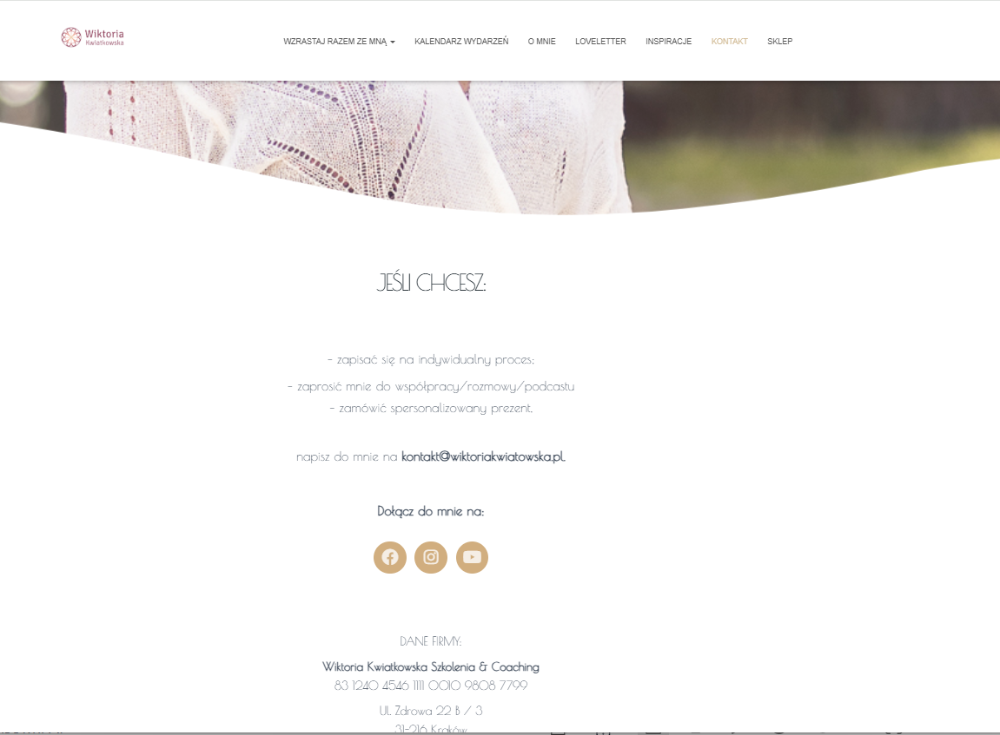 Wiktoria
Kwiatkowska
WZRASTAJ RAZEM ZE MNĄ
KALENDARZ WYDARZEŃ
O MNIE
LOVELETTER
INSPIRACJE
KONTAKT
SKLEP
JEŚLI CHCESZ:
– zapisać się na indywidualny proces;
– zaprosić mnie do współpracy/rozmowy/podcastu
– zamówić spersonalizowany prezent,
napisz do mnie na kontakt@wiktoriakwiatowska.pl.
Dołącz do mnie na:
DANE FIRMY:
Wiktoria Kwiatkowska Szkolenia & Coaching
83 1240 4546 1111 0010 9808 7799
Ul. Zdrowa 22 B / 3
31-216 Kraków